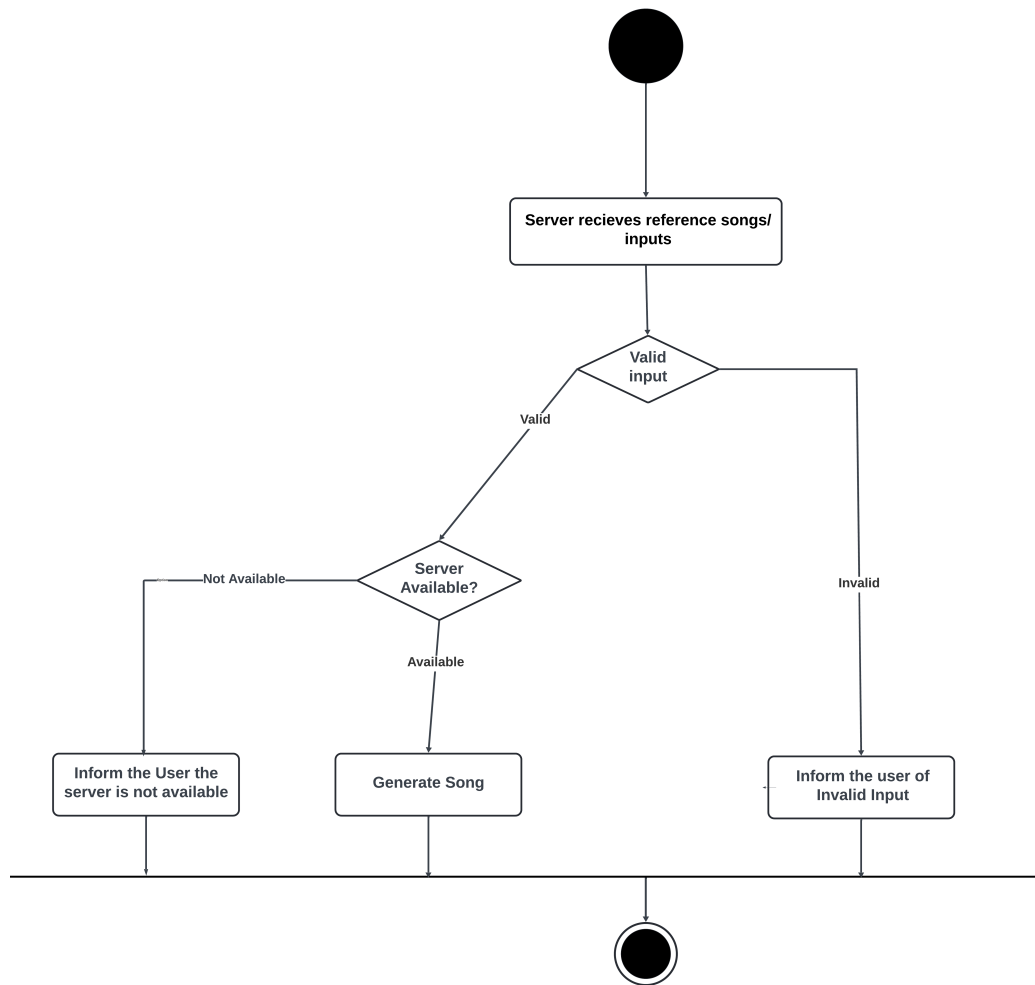 Server recieves reference songs/
inputs
Valid
input
Valid
Server
Available?
Not Available
Invalid
Available
Inform the User the
server is not available
Generate Song
Inform the user of
Invalid Input